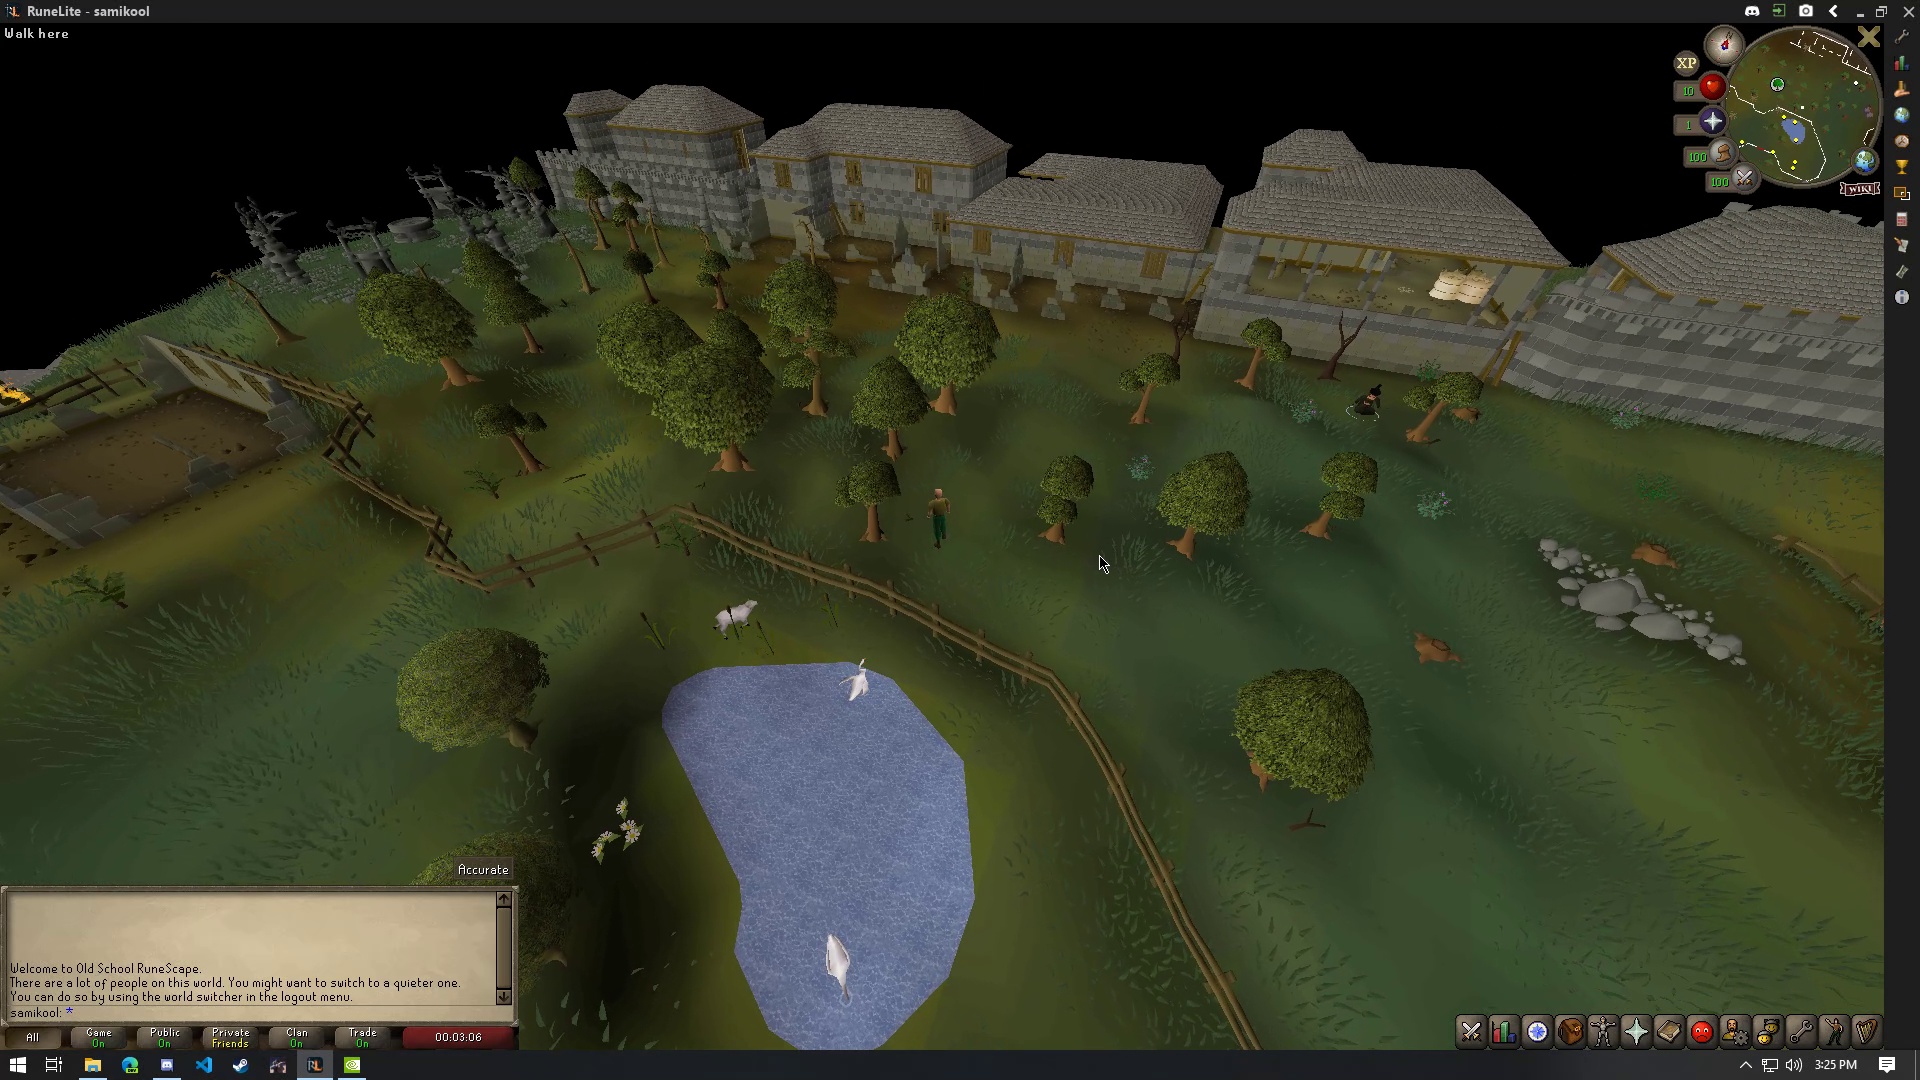 RuneLite - samikool
Walk here
XP
10
1
100
100
WIKI
Accurate
Welcome to Old School RuneScape.
There are a lot of people on this world. You might want to switch to a quieter one.
You can do so by using the world switcher in the logout menu.
samikool: *
All
Game
On
Public
On
Private
Friends
Clan
On
Trade
On
00:03:06
3:25 PM